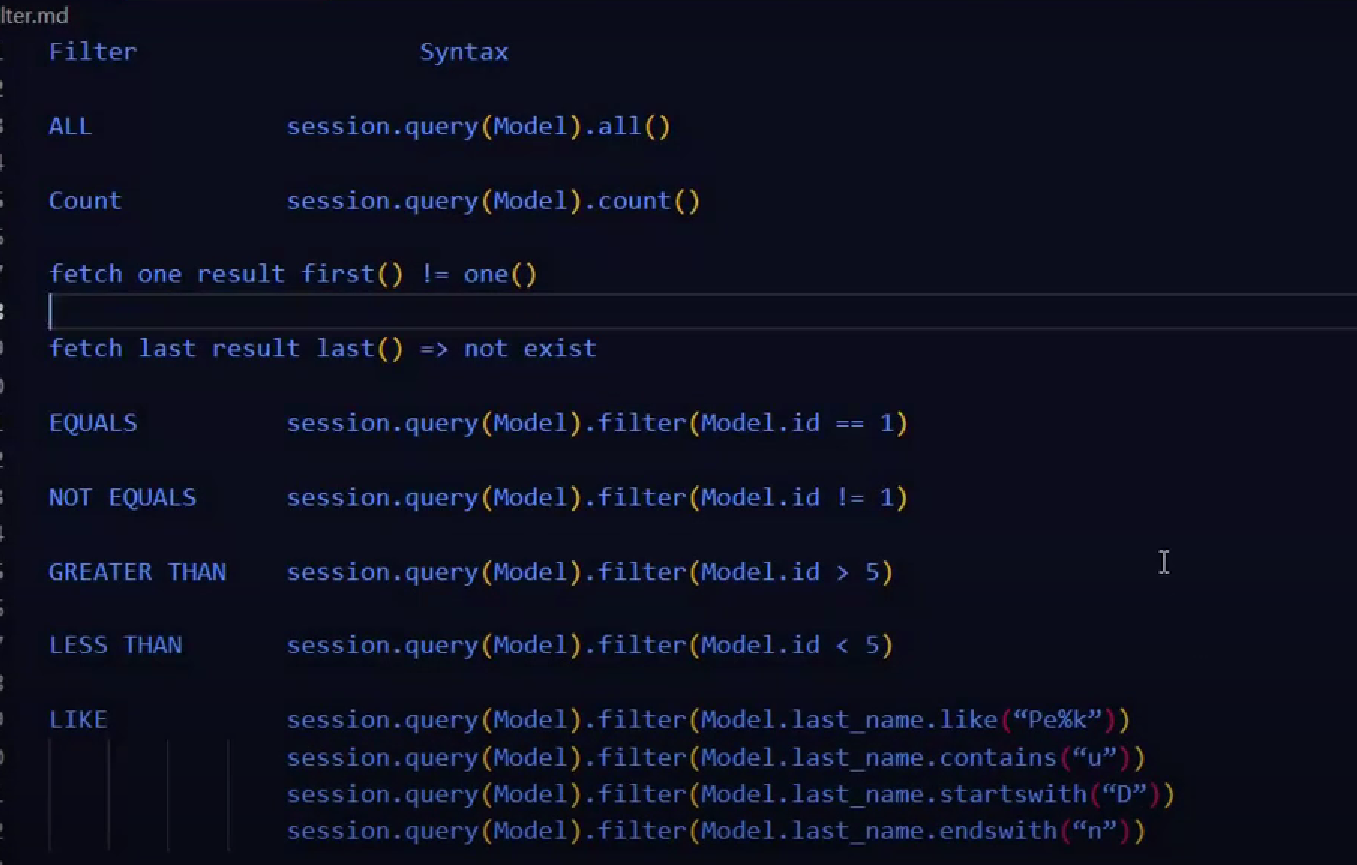 lter.md
Filter Syntax
ALL session.query(Model).all()
Count session.query(Model).count()
fetch one result first() != one()
fetch last result last() => not exist
EQUALS session.query(Model).filter(Model.id == 1)
NOT EQUALS session.query(Model).filter(Model.id != 1)
GREATER THAN session.query(Model).filter(Model.id > 5)
LESS THAN session.query(Model).filter(Model.id < 5)
LIKE session.query(Model).filter(Model.last_name.like(“Pe%k”))
session.query(Model).filter(Model.last_name.contains(“u”))
session.query(Model).filter(Model.last_name.startswith(“D”))
session.query(Model).filter(Model.last_name.endswith(“n”))